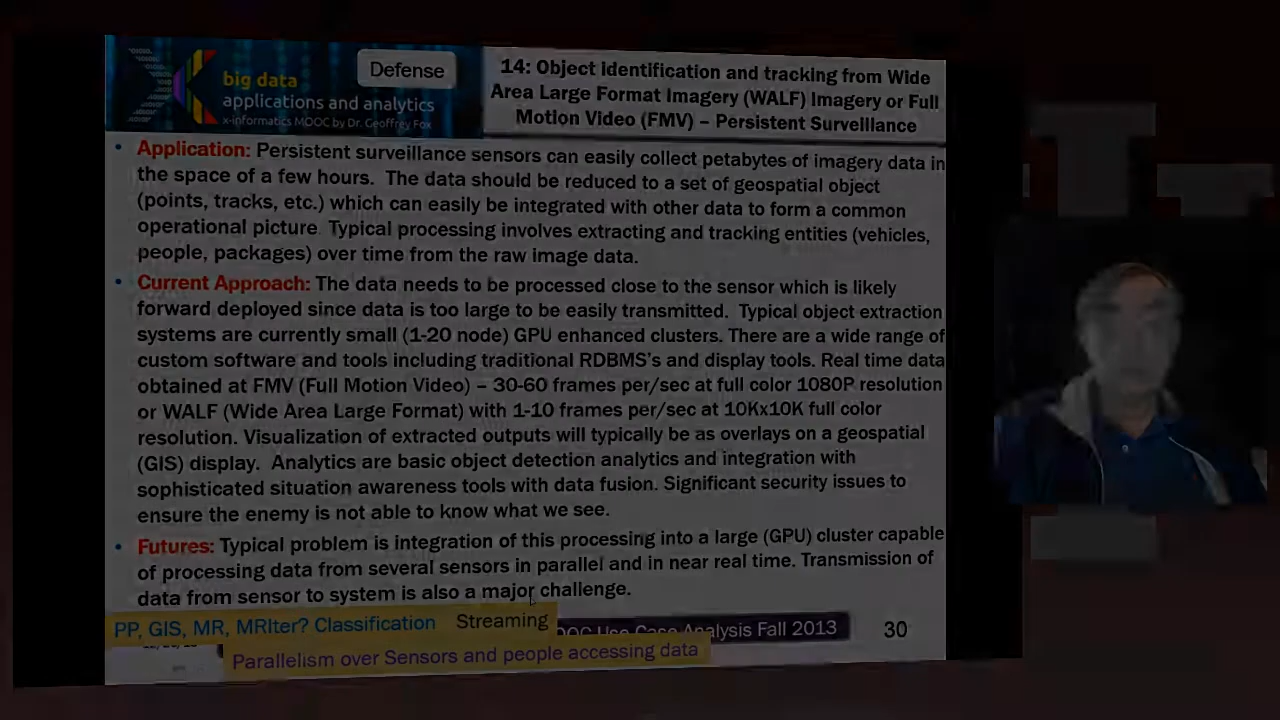 Defense
big data
applications and analytics
x-informatics MOOC by Dr. Geoffrey Fox
14: Object Identification and tracking from Wide
Area Large Format Imagery (WALF) Imagery or Full
Motion Video (FMV) – Persistent Surveillance
• Application: Persistent surveillance sensors can easily collect petabytes of imagery data in
the space of a few hours. The data should be reduced to a set of geospatial object
(points, tracks, etc.) which can easily be integrated with other data to form a common
operational picture. Typical processing involves extracting and tracking entities (vehicles,
people, packages) over time from the raw image data.
• Current Approach: The data needs to be processed close to the sensor which is likely
forward deployed since data is too large to be easily transmitted. Typical object extraction
systems are currently small (1-20 node) GPU enhanced clusters. There are a wide range of
custom software and tools including traditional RDBMS's and display tools. Real time data
obtained at FMV (Full Motion Video) – 30-60 frames per/sec at full color 1080P resolution
or WALF (Wide Area Large Format) with 1-10 frames per/sec at 10Kx10K full color
resolution. Visualization of extracted outputs will typically be as overlays on a geospatial
(GIS) display. Analytics are basic object detection analytics and integration with
sophisticated situation awareness tools with data fusion. Significant security issues to
ensure the enemy is not able to know what we see.
• Futures: Typical problem is integration of this processing into a large (GPU) cluster capable
of processing data from several sensors in parallel and in near real time. Transmission of
data from sensor to system is also a major challenge.
PP, GIS, MR, MRIter? Classification Streaming
OOC Use Case Analysis Fall 2013 30
Parallelism over Sensors and people accessing data